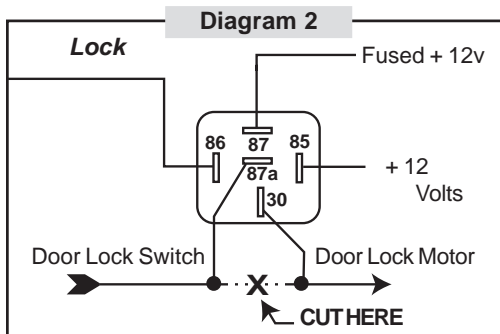 Diagram 2
Lock
Fused + 12v
86 87 85
87a
30
+ 12
Volts
Door Lock Switch Door Lock Motor
X
CUT HERE